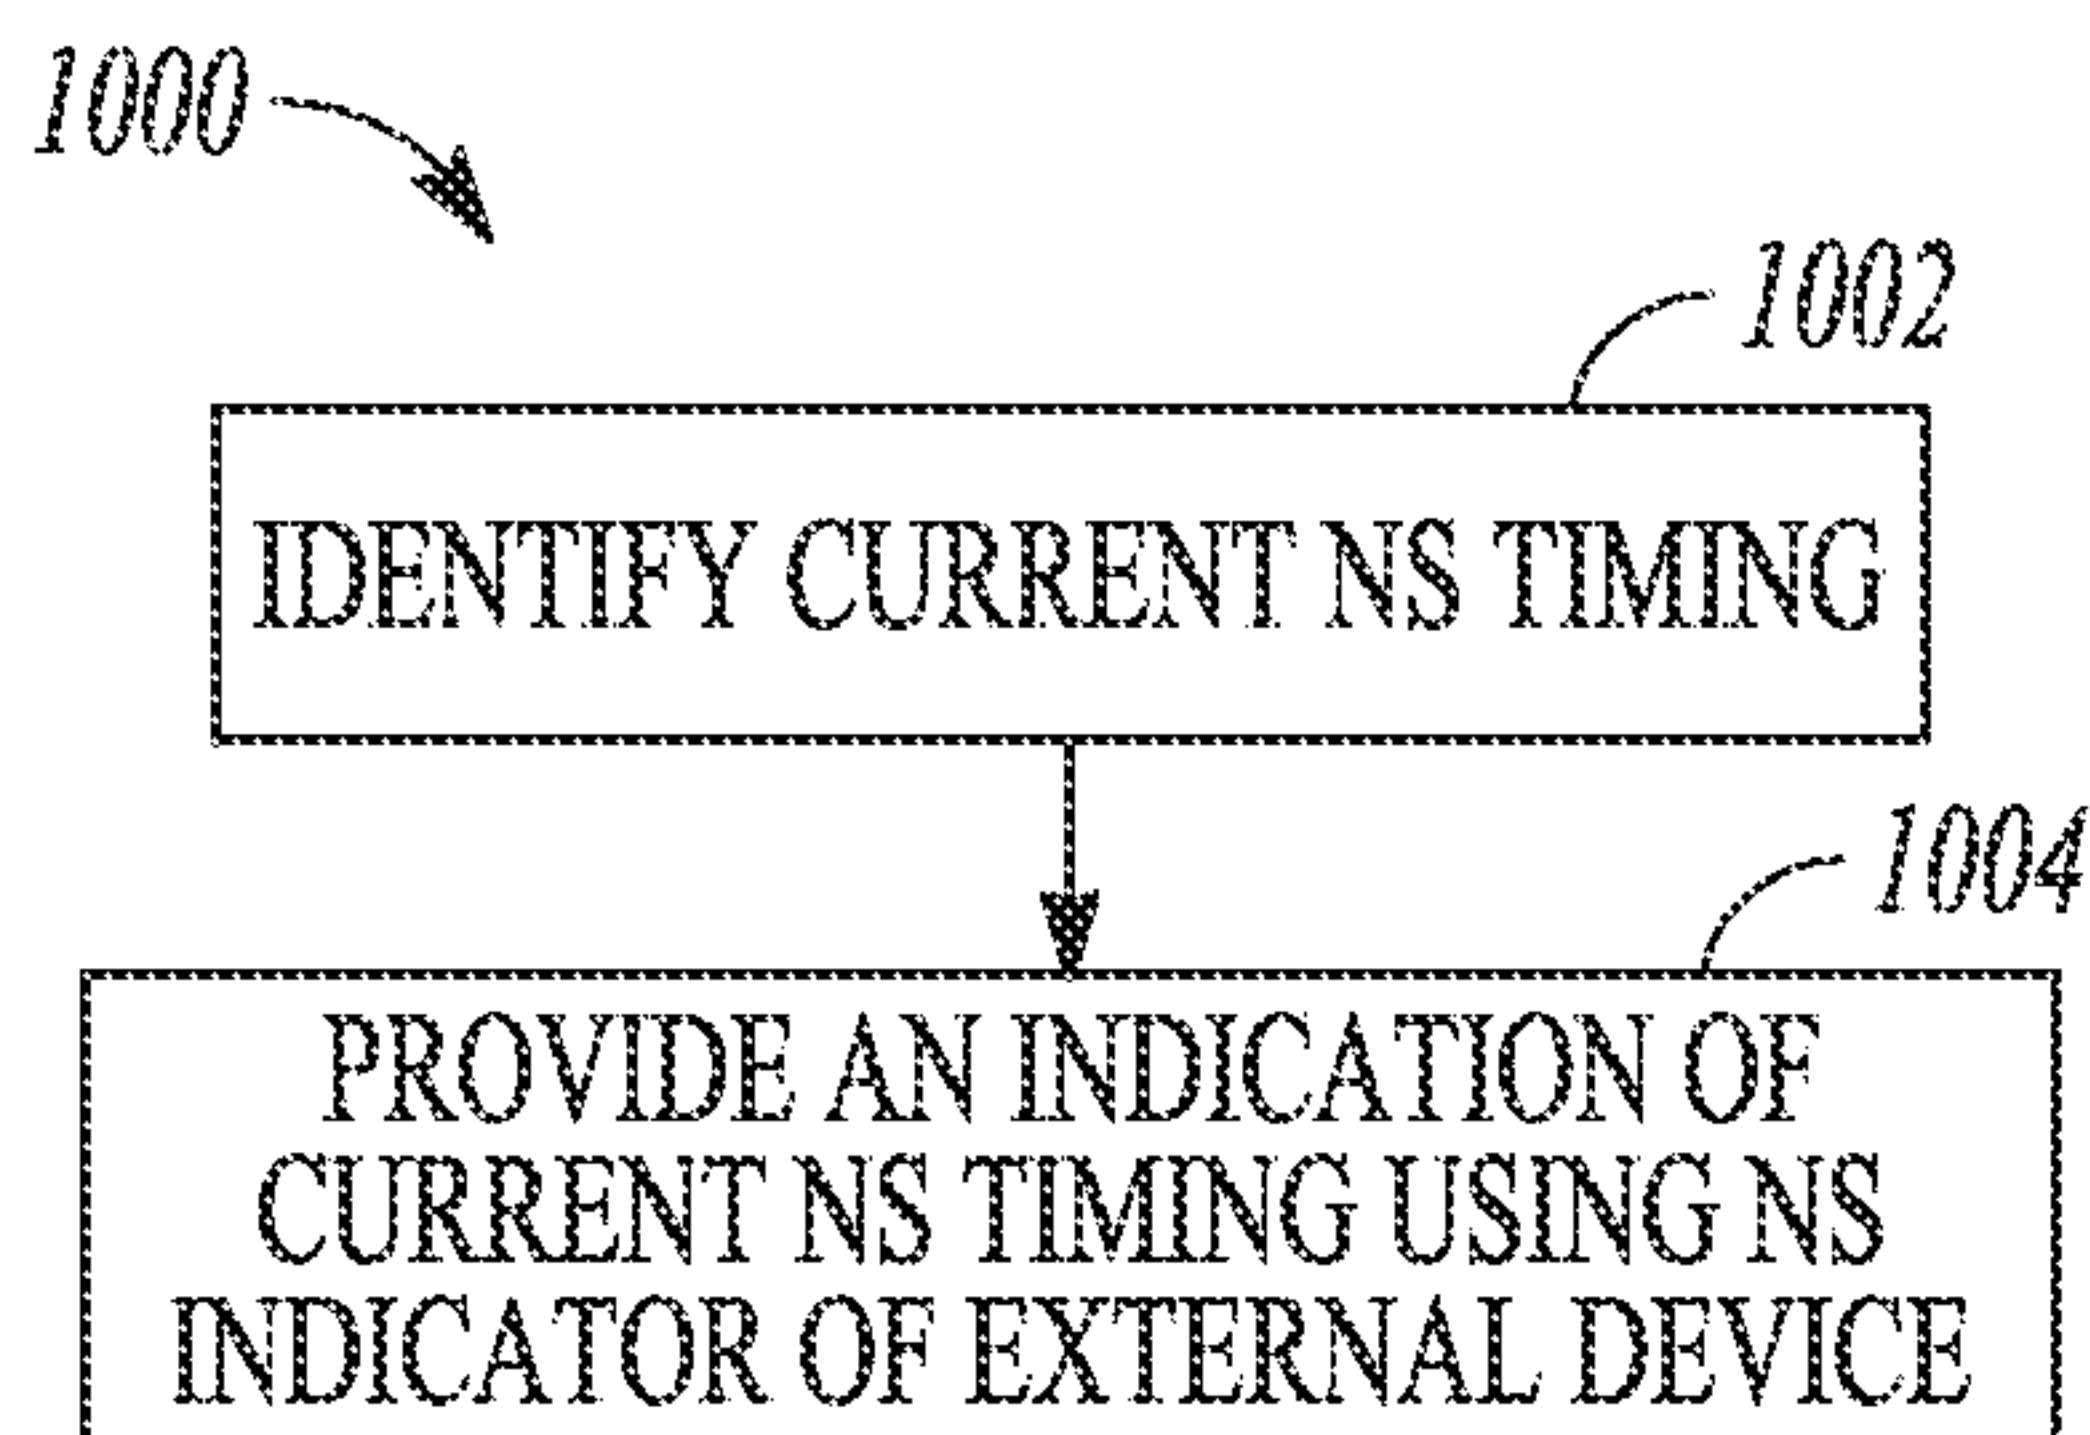 1000
1002
IDENTIFY CURRENT NS TIMING
1004
PROVIDE AN INDICATION OF
CURRENT NS TIMING USING NS
INDICATOR OF EXTERNAL DEVICE